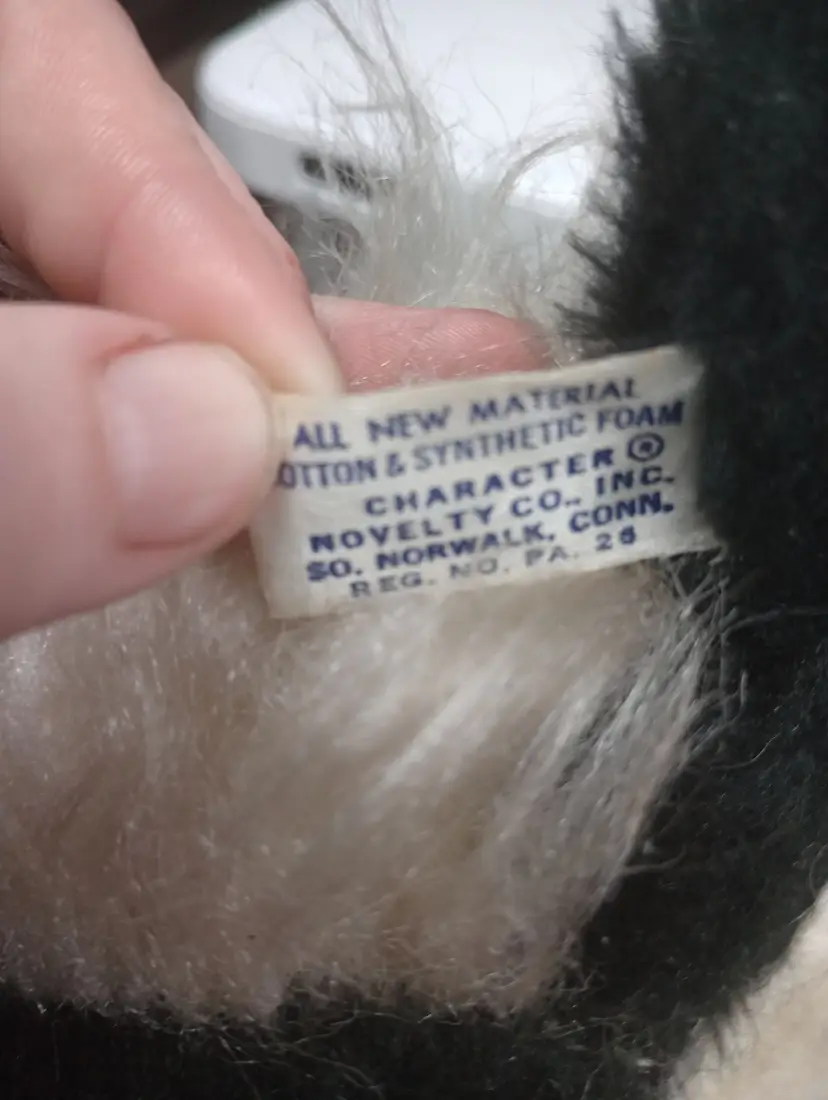 ALL NEW MATERIAL
OTTON & SYNTHETIC FOAM
CHARACTER ®
NOVELTY CO., INC.
SO. NORWALK, CONN.
REG. NO. PA. 26